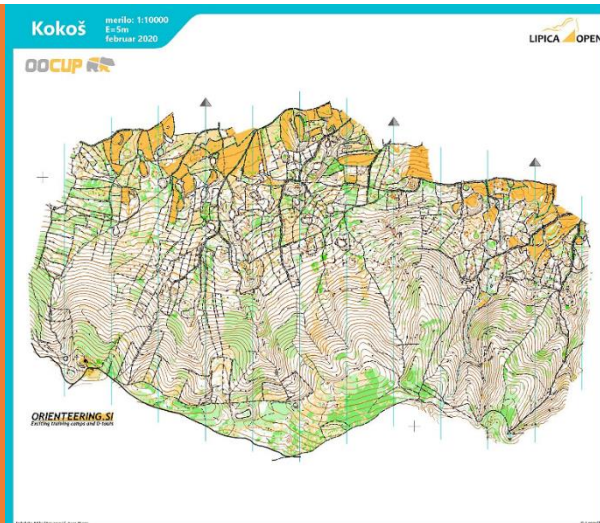 Kokoš
merilo: 1:10000
E=5m
februar 2020
LIPICA OPEN
OOCUP
ORIENTEERING.SI
Exciting training camps and O-tools